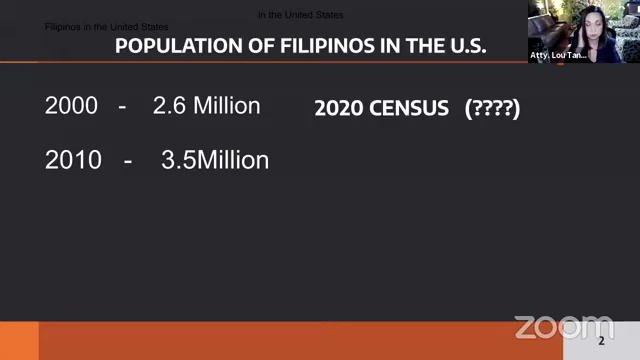 in the United States
Filipinos in the United States
POPULATION OF FILIPINOS IN THE U.S.
Atty. Lou Tan...
2000 - 2.6 Million
2020 CENSUS (????)
2010 - 3.5Million
zoom
2